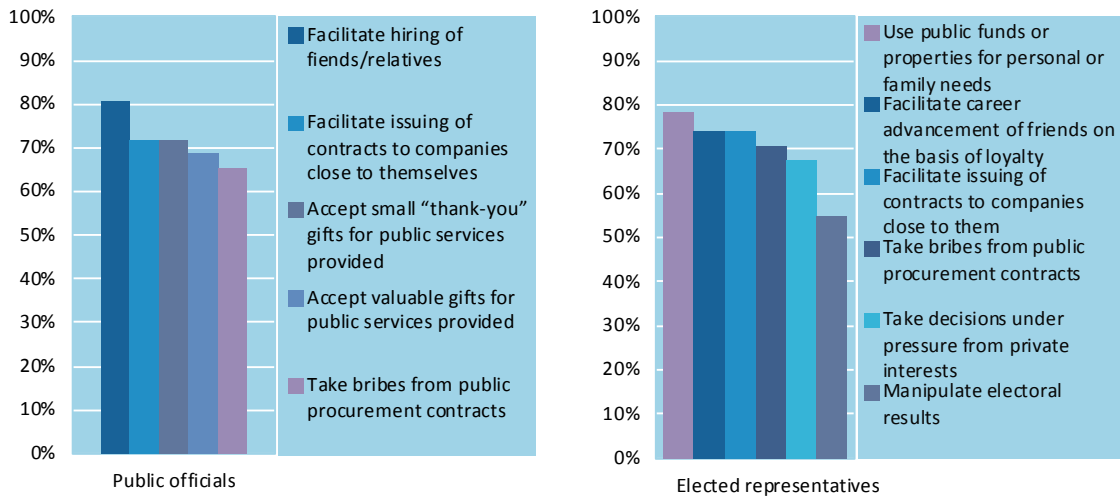 100%
90%
80%
70%
60%
50%
40%
30%
20%
10%
0%
Facilitate hiring of
fiends/relatives
Facilitate issuing of
contracts to companies
close to themselves
Accept small “thank-you”
gifts for public services
provided
Accept valuable gifts for
public services provided
Take bribes from public
procurement contracts
Public officials
100%
90%
80%
70%
60%
50%
40%
30%
20%
10%
0%
Use public funds or
properties for personal or
family needs
Facilitate career
advancement of friends on
the basis of loyalty
Facilitate issuing of
contracts to companies
close to them
Take bribes from public
procurement contracts
Take decisions under
pressure from private
interests
Manipulate electoral
results
Elected representatives